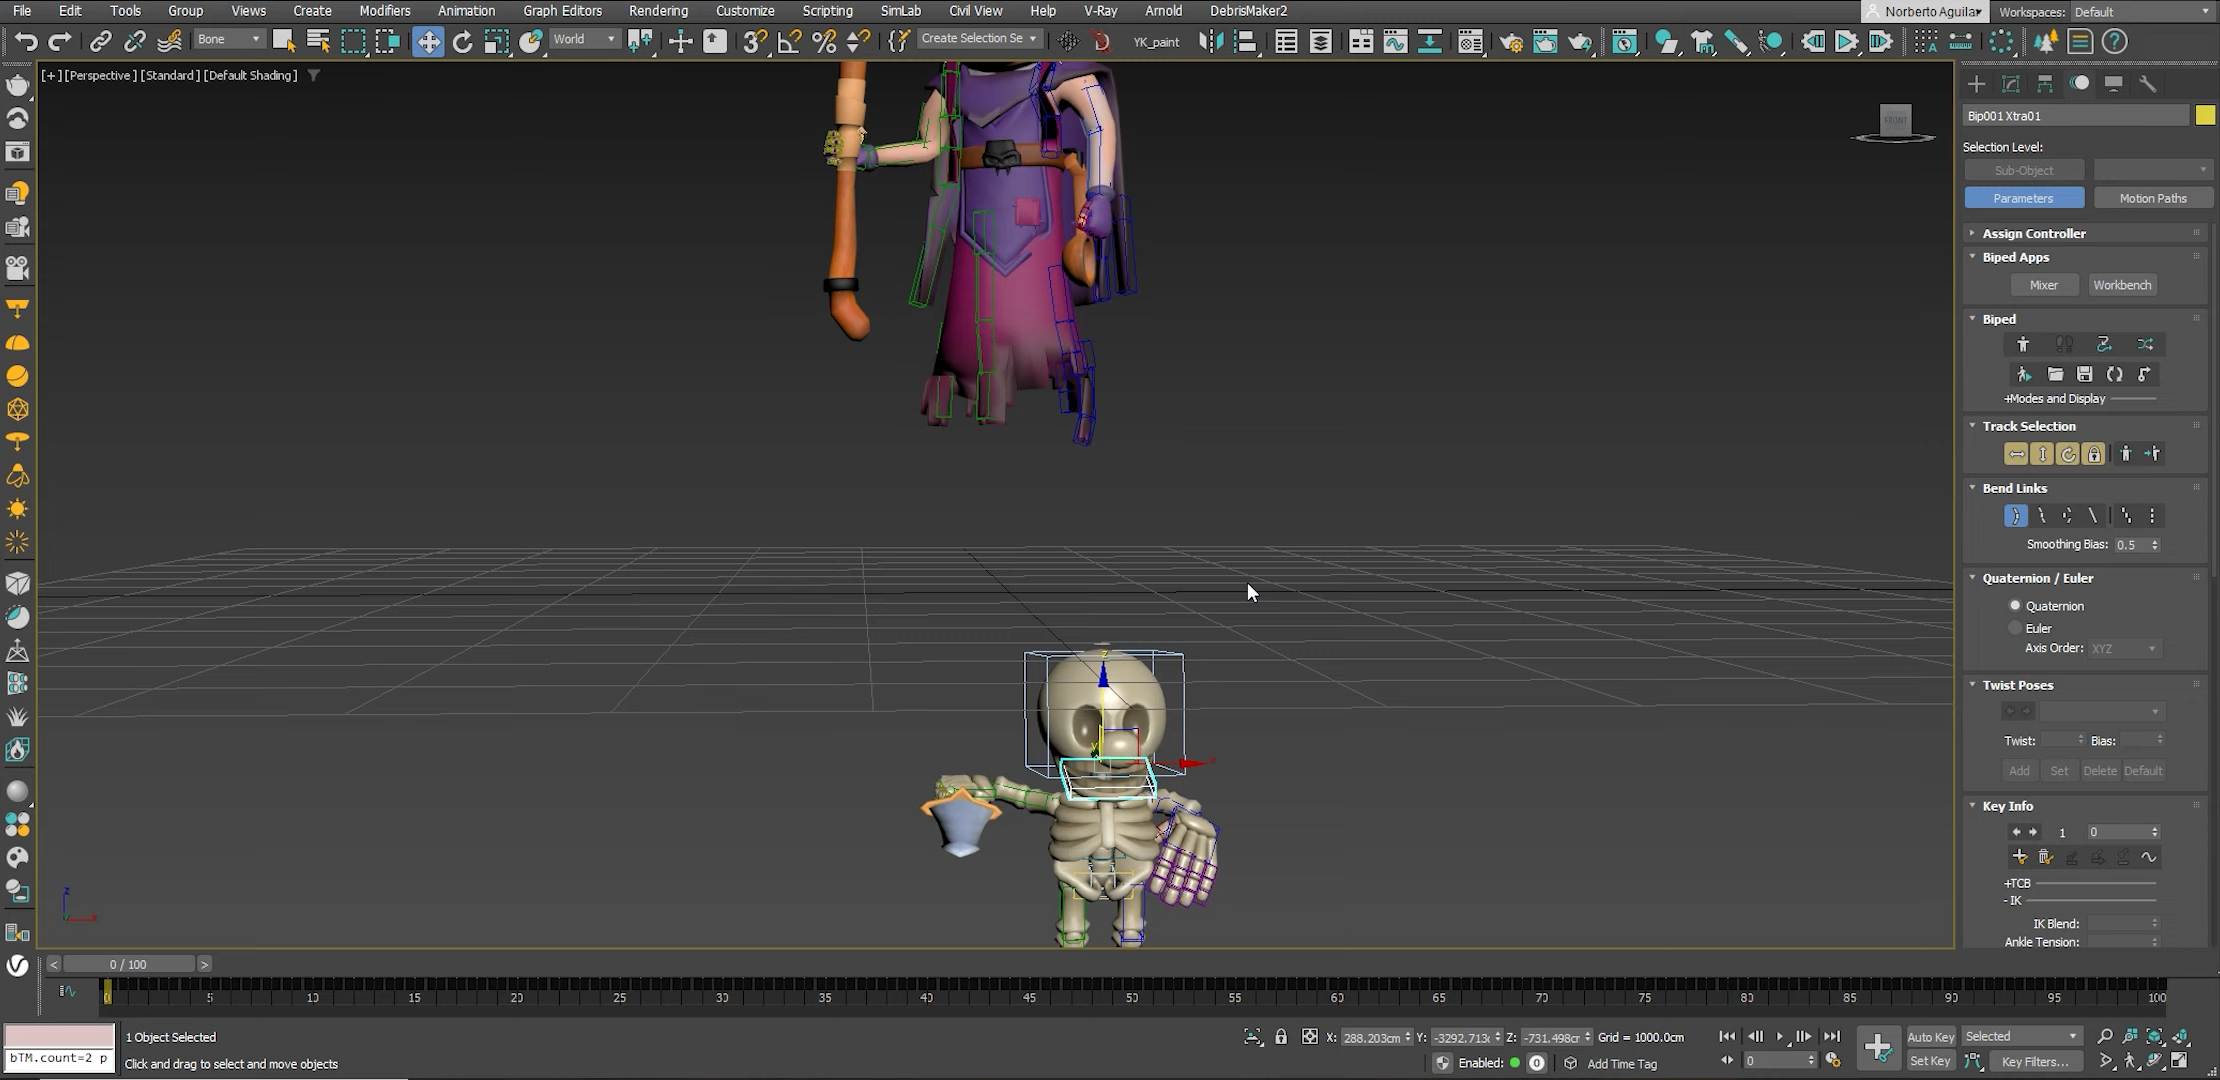 File Edit Tools Group Views Create Modifiers Animation Graph Editors Rendering Customize Scripting SimLab Civil View Help V-Ray Arnold DebrisMaker2 Norberto Aguilar Workspaces: Default
Bone World Create Selection Se YK_paint
[+] [Perspective ] [Standard ] [Default Shading ]
FRONT
Bip001 Xtra01
Selection Level:
Sub-Object
Parameters Motion Paths
Assign Controller
Biped Apps
Mixer Workbench
Biped
+Modes and Display
Track Selection
Bend Links
Smoothing Bias: 0.5
Quaternion / Euler
Quaternion
Euler
Axis Order: XYZ
Twist Poses
Twist: Bias:
Add Set Delete Default
Key Info
1 0
+TCB
- IK
IK Blend:
Ankle Tension:
z
y
x
z
x
< 0 / 100 >
0 5 10 15 20 25 30 35 40 45 50 55 60 65 70 75 80 85 90 95 100
1 Object Selected
X: 288.203cm Y: -3292.713c Z: -731.498cm Grid = 1000.0cm
Auto Key Selected
bTM.count=2 p
Click and drag to select and move objects
Enabled: 0 Add Time Tag
0
Set Key Key Filters...